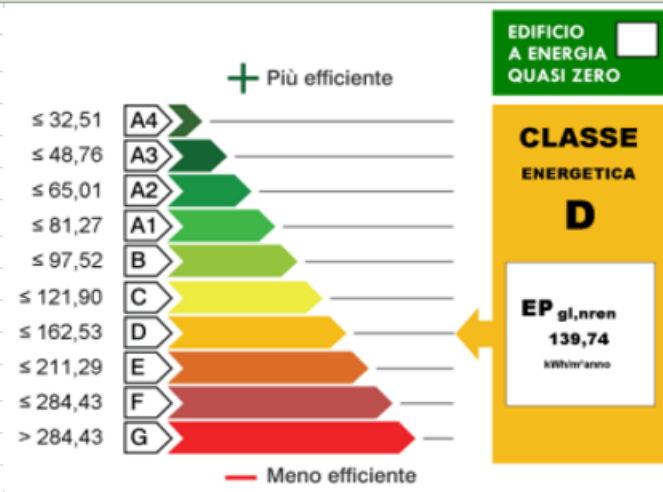 EDIFICIO
A ENERGIA
QUASI ZERO
+ Più efficiente
≤ 32,51 A4
≤ 48,76 A3
≤ 65,01 A2
≤ 81,27 A1
≤ 97,52 B
≤ 121,90 C
≤ 162,53 D
≤ 211,29 E
≤ 284,43 F
> 284,43 G
— Meno efficiente
CLASSE
ENERGETICA
D
EP gl,nren
139,74
kWh/m²anno